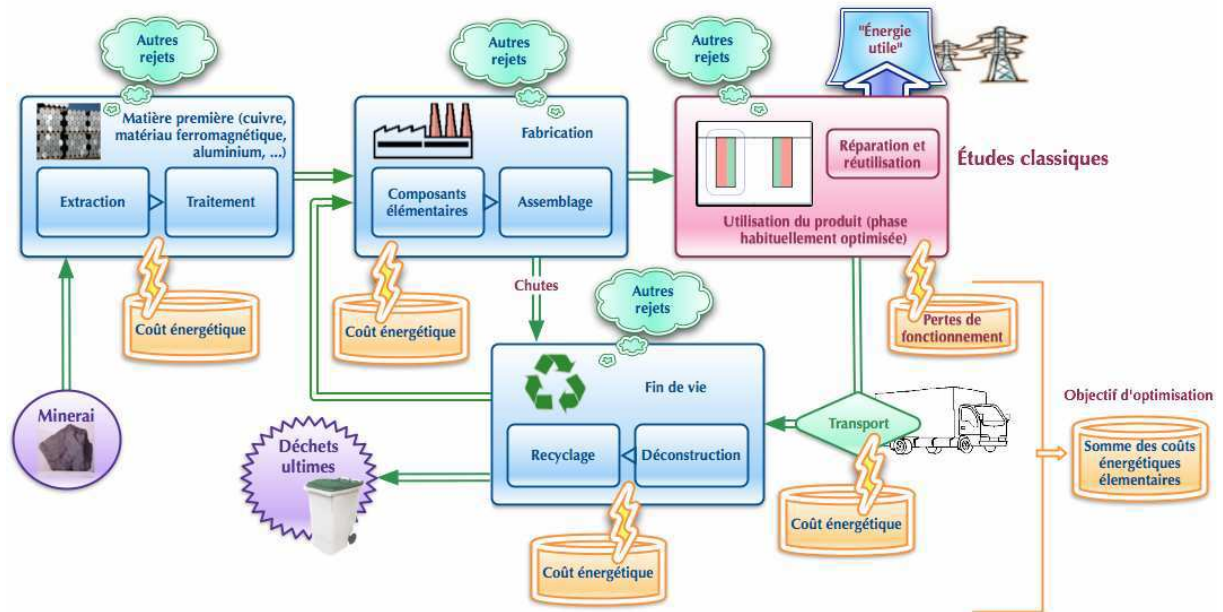 Autres
rejets
Autres
rejets
Autres
rejets
"Énergie
utile"
Matière première (cuivre,
matériau ferromagnétique,
aluminium, ...)
Extraction
Traitement
Fabrication
Composants
élémentaires
Assemblage
Réparation et
réutilisation
Utilisation du produit (phase
habituellement optimisée)
Études classiques
Coût énergétique
Coût énergétique
Chutes
Autres
rejets
Pertes de
fonctionnement
Minerai
Déchets
ultimes
Fin de vie
Recyclage
Déconstruction
Transport
Objectif d'optimisation
Somme des coûts
énergétiques
élementaires
Coût énergétique
Coût énergétique